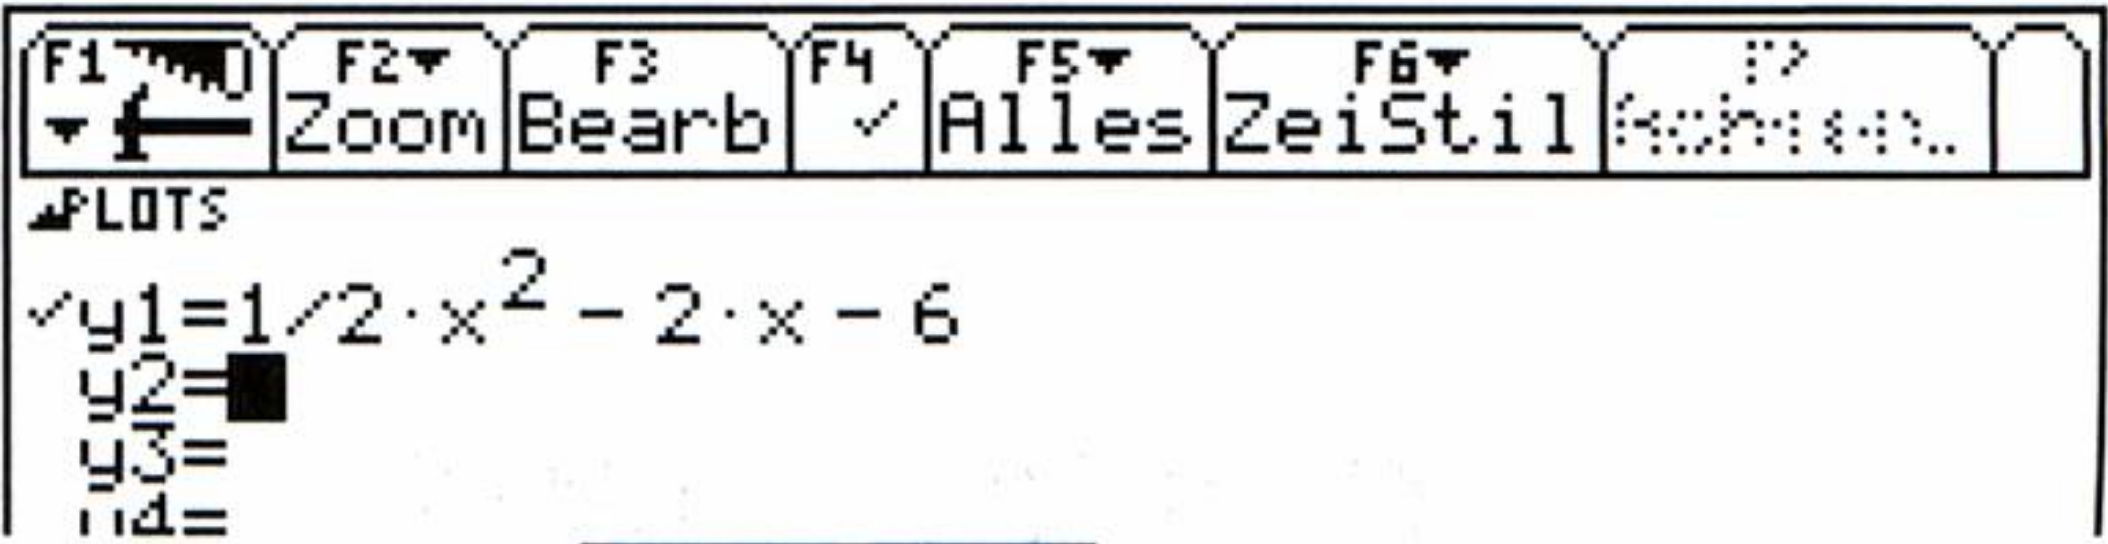 F1 F2 F3 F4 F5 F6
Zoom Bearb ✓ Alles ZeiStil
PLOTS
✓y1=1/2·x² - 2·x - 6
y2=
y3=
y4=